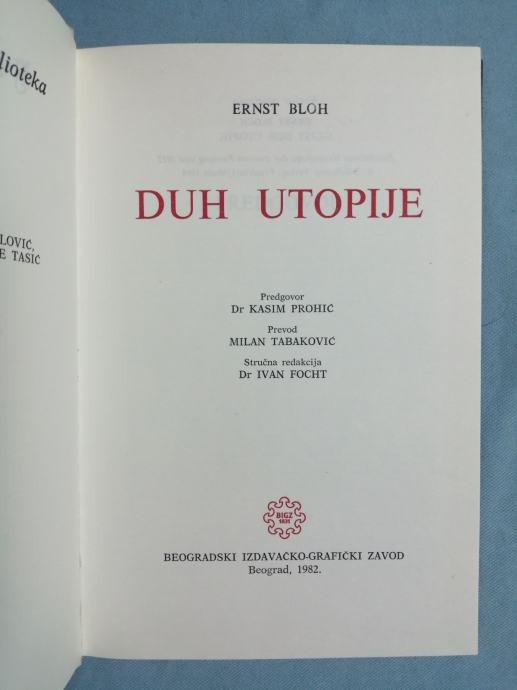 lioteka
LOVIĆ,
E TASIĆ
ERNST BLOH
DUH UTOPIJE
Predgovor
Dr KASIM PROHIĆ
Prevod
MILAN TABAKOVIĆ
Stručna redakcija
Dr IVAN FOCHT
BIGZ
1831
BEOGRADSKI IZDAVAČKO-GRAFIČKI ZAVOD
Beograd, 1982.